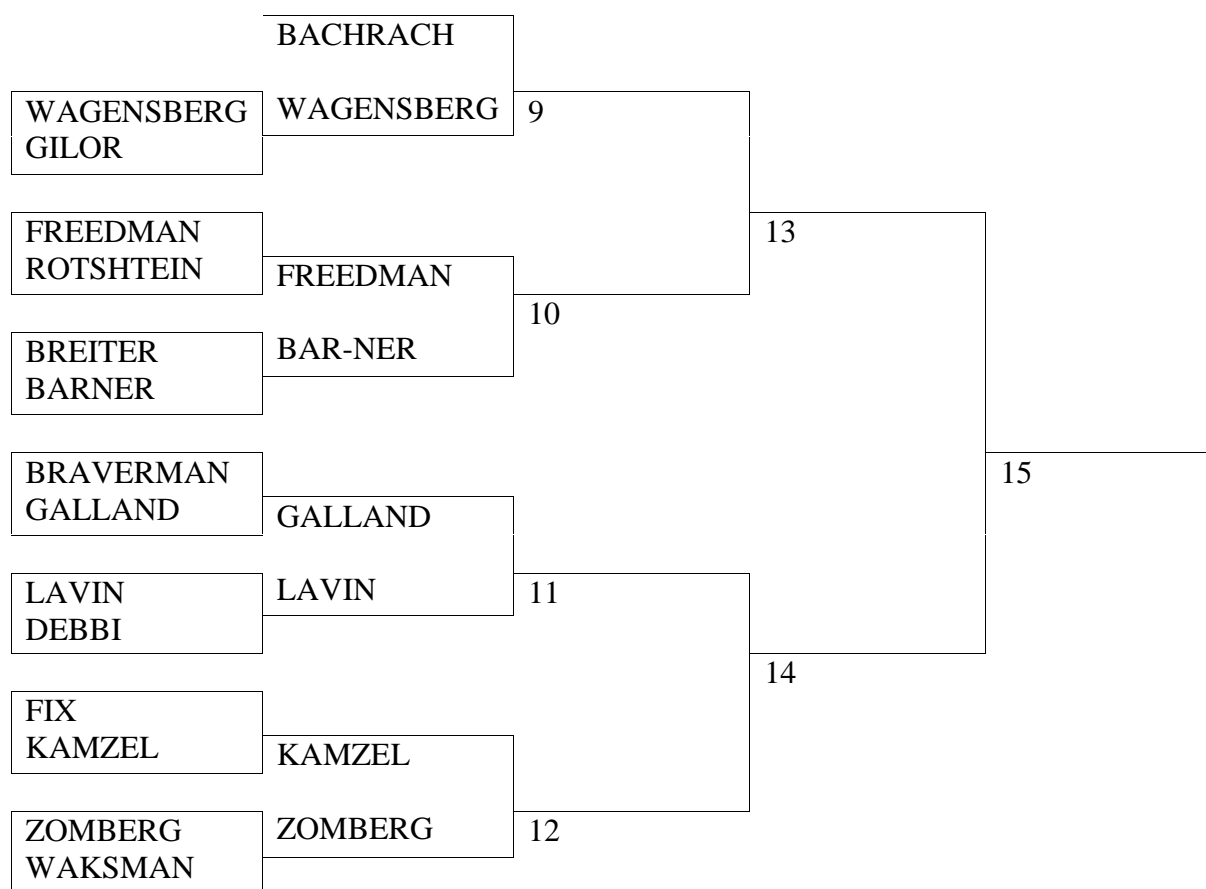 BACHRACH
WAGENSBERG
WAGENSBERG
9
GILOR
FREEDMAN
13
ROTSHTEIN
FREEDMAN
10
BREITER
BAR-NER
BARNER
BRAVERMAN
15
GALLAND
GALLAND
LAVIN
LAVIN
11
DEBBI
14
FIX
KAMZEL
KAMZEL
ZOMBERG
ZOMBERG
12
WAKSMAN